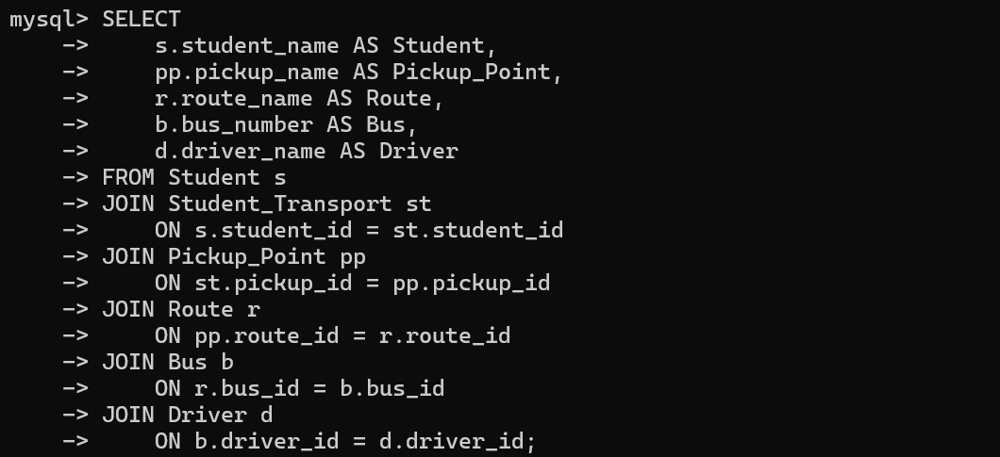 mysql> SELECT
    ->     s.student_name AS Student,
    ->     pp.pickup_name AS Pickup_Point,
    ->     r.route_name AS Route,
    ->     b.bus_number AS Bus,
    ->     d.driver_name AS Driver
    -> FROM Student s
    -> JOIN Student_Transport st
    ->     ON s.student_id = st.student_id
    -> JOIN Pickup_Point pp
    ->     ON st.pickup_id = pp.pickup_id
    -> JOIN Route r
    ->     ON pp.route_id = r.route_id
    -> JOIN Bus b
    ->     ON r.bus_id = b.bus_id
    -> JOIN Driver d
    ->     ON b.driver_id = d.driver_id;